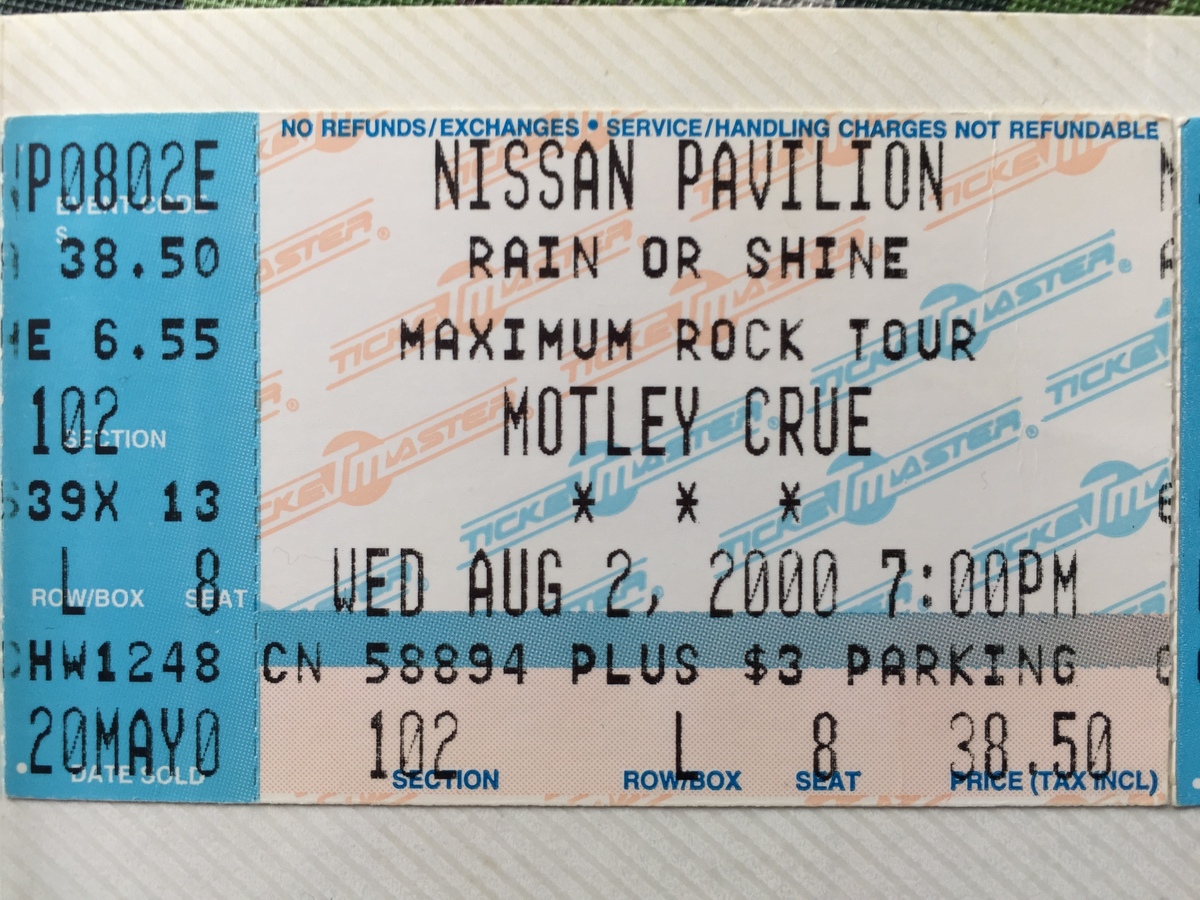 NO REFUNDS/EXCHANGES • SERVICE/HANDLING CHARGES NOT REFUNDABLE
P0802E
EVENT CODE
$
38.50
E 6.55
102
SECTION
39X 13
L 8
ROW/BOX SEAT
HW1248
20MAY0
DATE SOLD
NISSAN PAVILION
RAIN OR SHINE
MAXIMUM ROCK TOUR
MOTLEY CRUE
* * *
WED AUG 2, 2000 7:00PM
CN 58894 PLUS $3 PARKING
102 L 8 38.50
SECTION ROW/BOX SEAT PRICE (TAX INCL)
TICKETMASTER